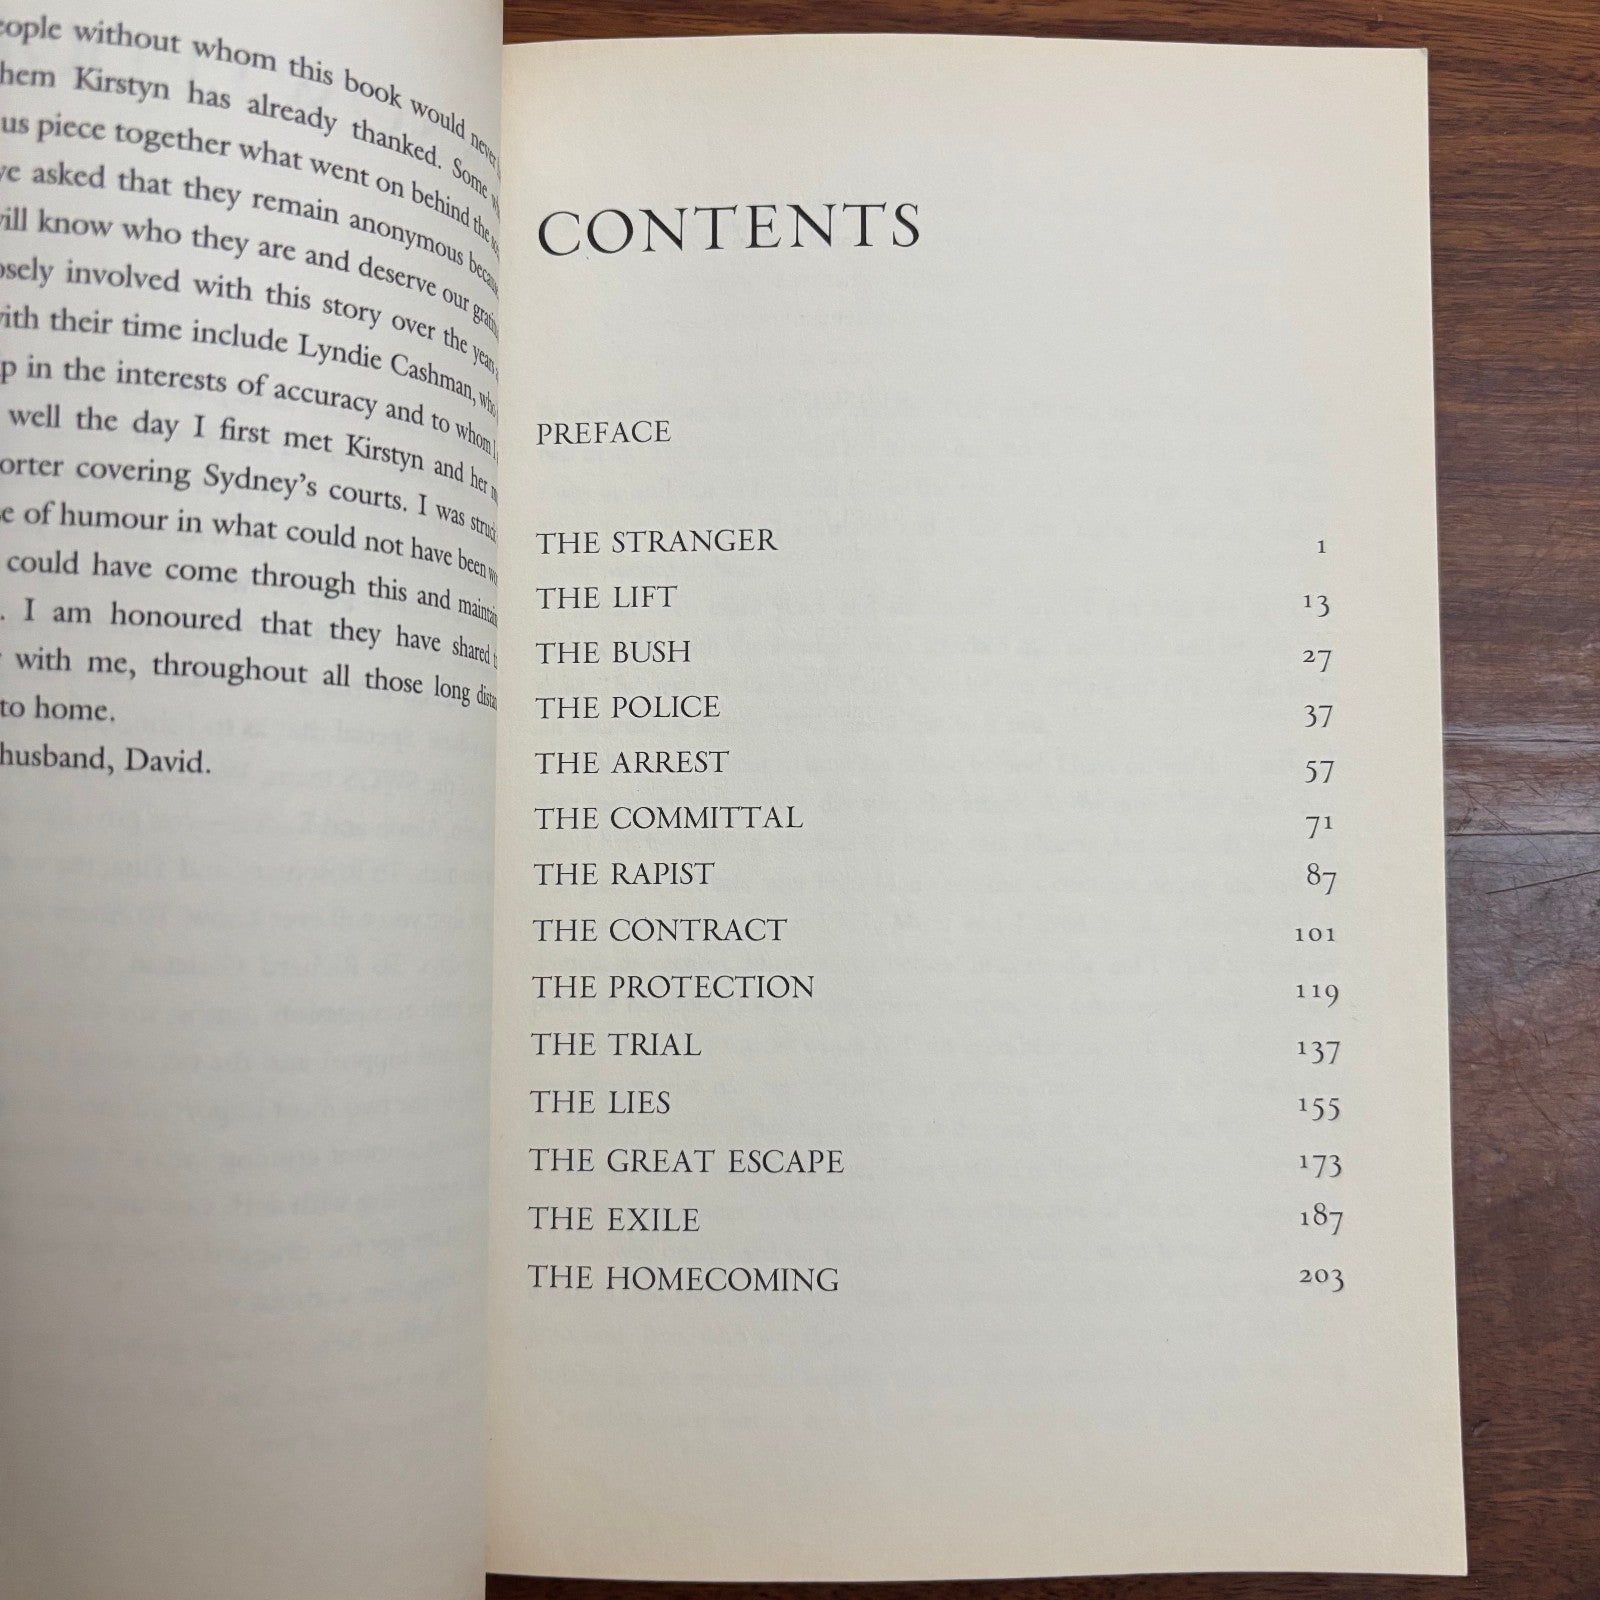 eople without whom this book would never
hem Kirstyn has already thanked. Some
us piece together what went on behind the
ve asked that they remain anonymous
will know who they are and deserve our
osely involved with this story over the years
with their time include Lyndie Cashman, who
p in the interests of accuracy and to whom I
well the day I first met Kirstyn and her
orter covering Sydney's courts. I was struck
e of humour in what could not have been
could have come through this and
. I am honoured that they have shared
with me, throughout all those long
to home.
husband, David.
CONTENTS
PREFACE
THE STRANGER 1
THE LIFT 13
THE BUSH 27
THE POLICE 37
THE ARREST 57
THE COMMITTAL 71
THE RAPIST 87
THE CONTRACT 101
THE PROTECTION 119
THE TRIAL 137
THE LIES 155
THE GREAT ESCAPE 173
THE EXILE 187
THE HOMECOMING 203